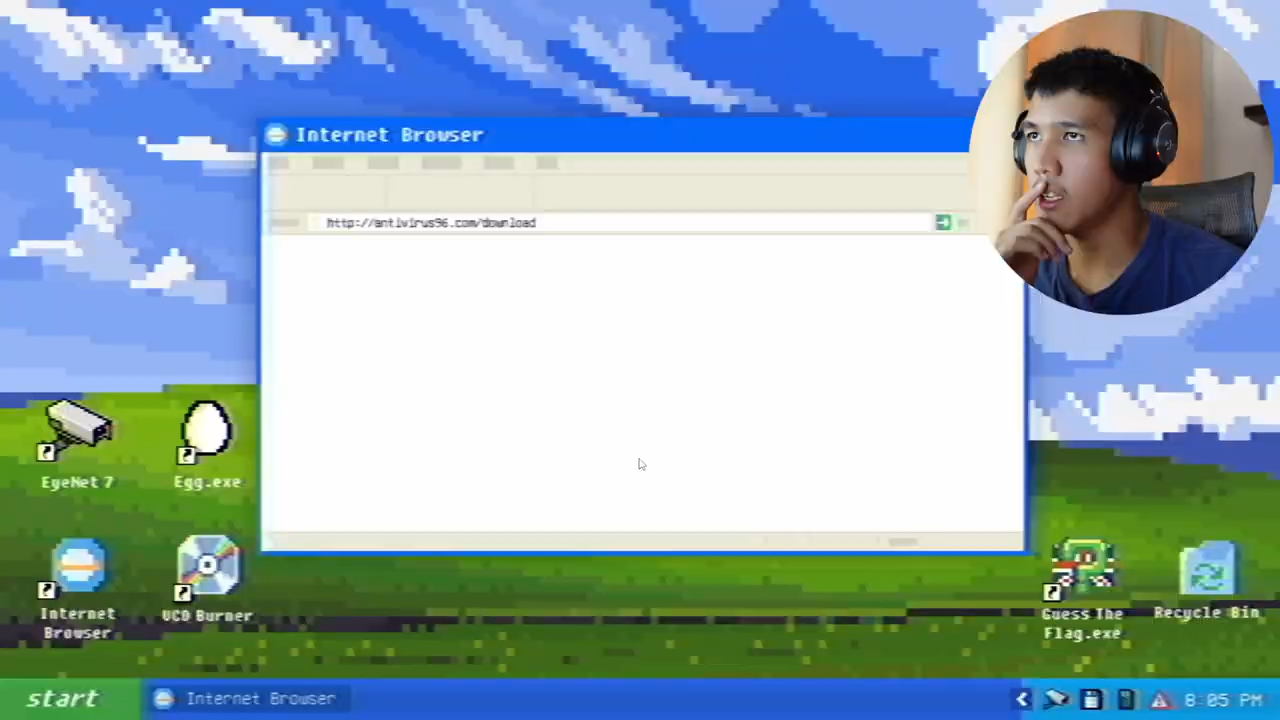 Internet Browser
http://antivirus96.com/download
EyeNet 7
Egg.exe
Internet
Browser
VCD Burner
Guess The
Flag.exe
Recycle Bin
start
Internet Browser
8:05 PM